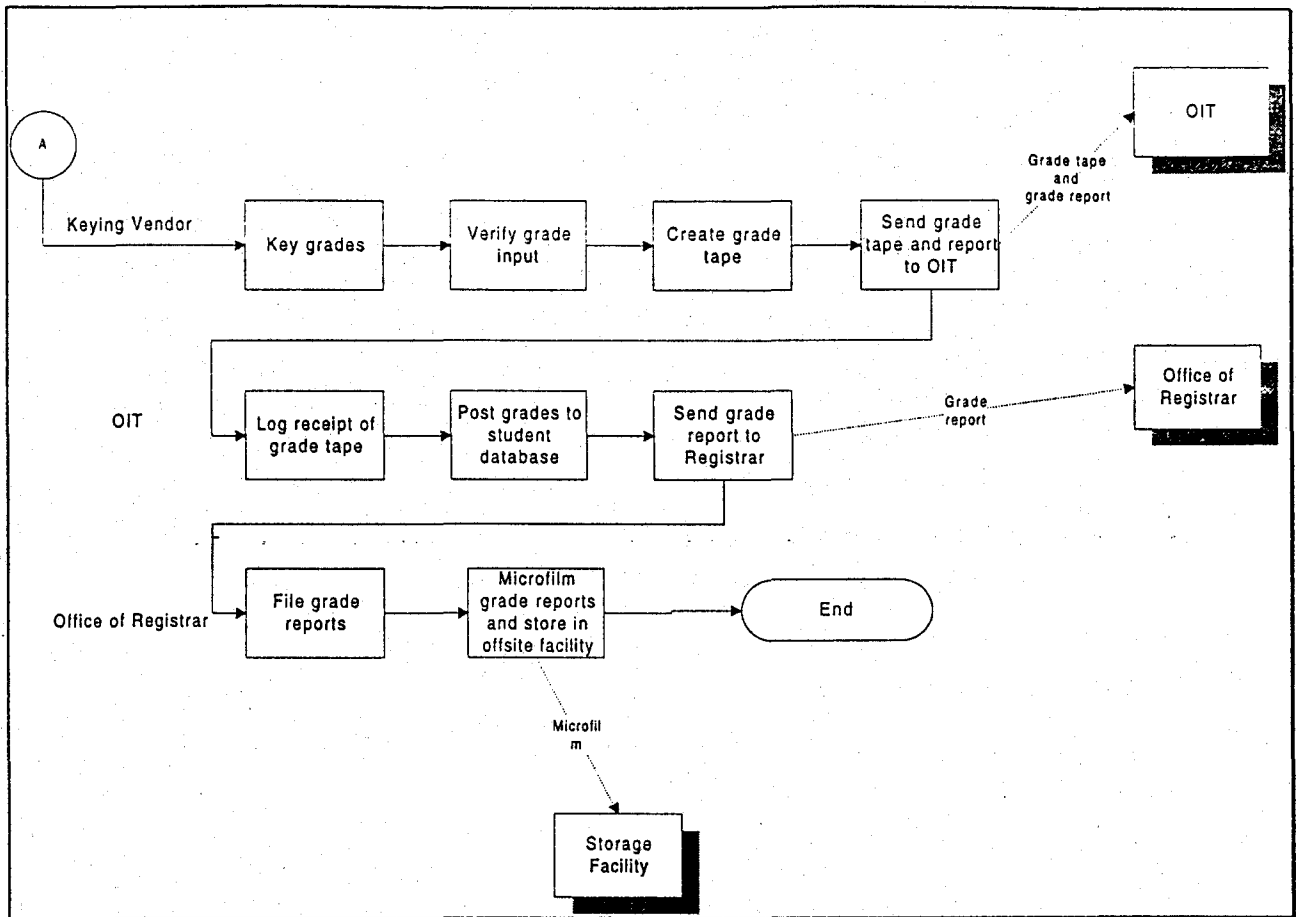 OIT
A
Grade tape
and
grade report
Keying Vendor
Key grades
Verify grade
input
Create grade
tape
Send grade
tape and report
to OIT
OIT
Log receipt of
grade tape
Post grades to
student
database
Send grade
report to
Registrar
Grade
report
Office of
Registrar
Office of Registrar
File grade
reports
Microfilm
grade reports
and store in
offsite facility
End
Microfil
m
Storage
Facility